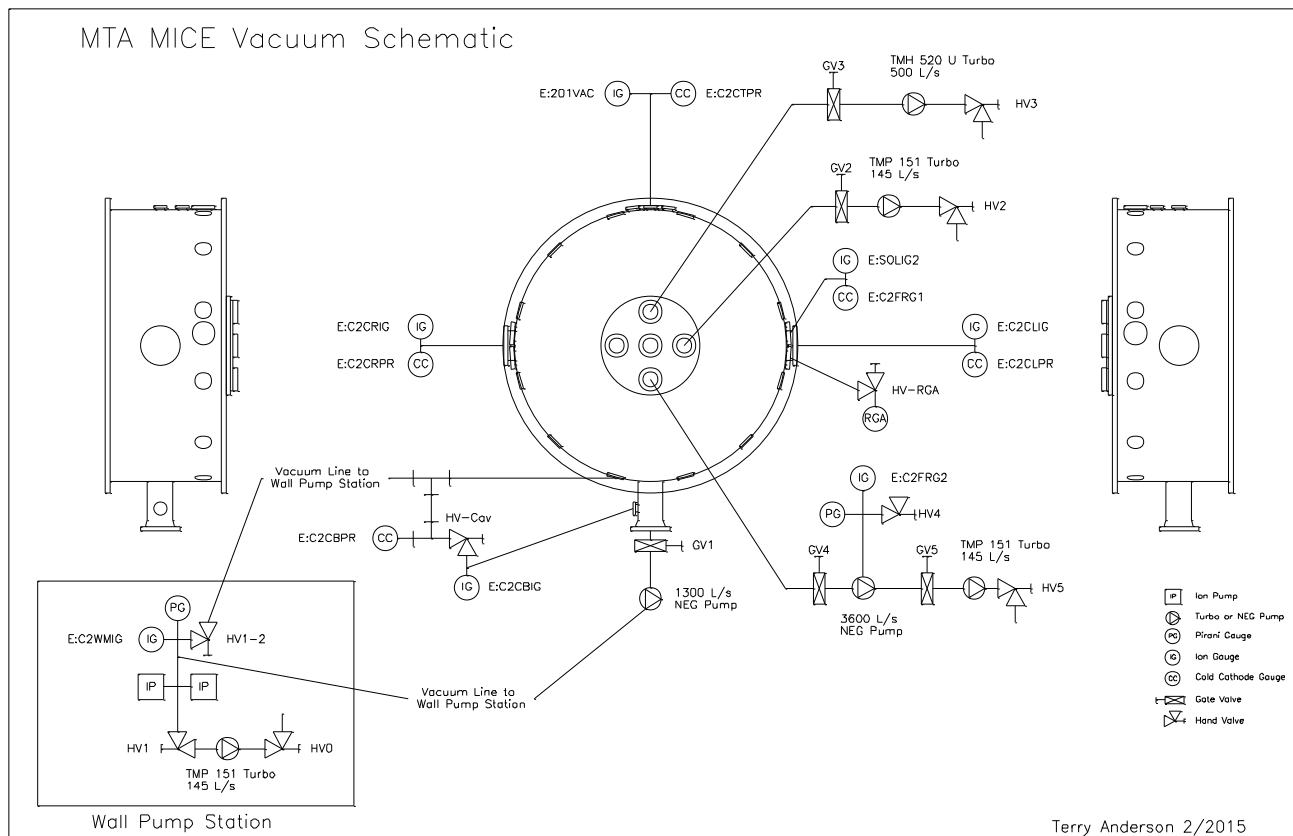 MTA MICE Vacuum Schematic
GV3
TMH 520 U Turbo
500 L/s
E:201VAC
IG
CC
E:C2CTPR
HV3
GV2
TMP 151 Turbo
145 L/s
HV2
IG
E:SOLIG2
CC
E:C2FRG1
E:C2CRIG
IG
E:C2CRPR
CC
IG
E:C2CLIG
CC
E:C2CLPR
HV-RGA
RGA
Vacuum Line to
Wall Pump Station
HV-Cav
E:C2CBPR
CC
IG
E:C2CBIG
GV1
1300 L/s
NEG Pump
IG
E:C2FRG2
PG
HV4
GV4
GV5
TMP 151 Turbo
145 L/s
HV5
3600 L/s
NEG Pump
PG
E:C2WMIG
IG
HV1-2
IP
IP
Vacuum Line to
Wall Pump Station
HV1
HV0
TMP 151 Turbo
145 L/s
Wall Pump Station
IP
Ion Pump
Turbo or NEG Pump
PG
Pirani Gauge
IG
Ion Gauge
CC
Cold Cathode Gauge
Gate Valve
Hand Valve
Terry Anderson 2/2015